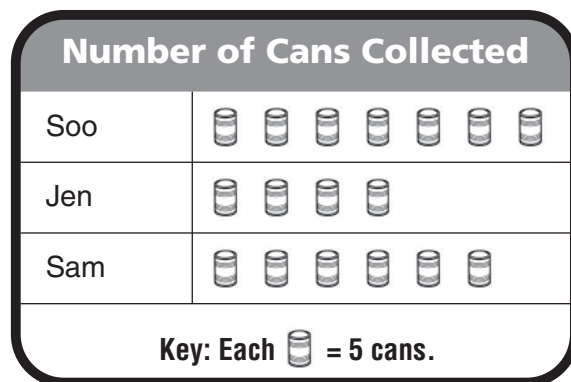 Number of Cans Collected
Soo
Jen
Sam
Key: Each = 5 cans.